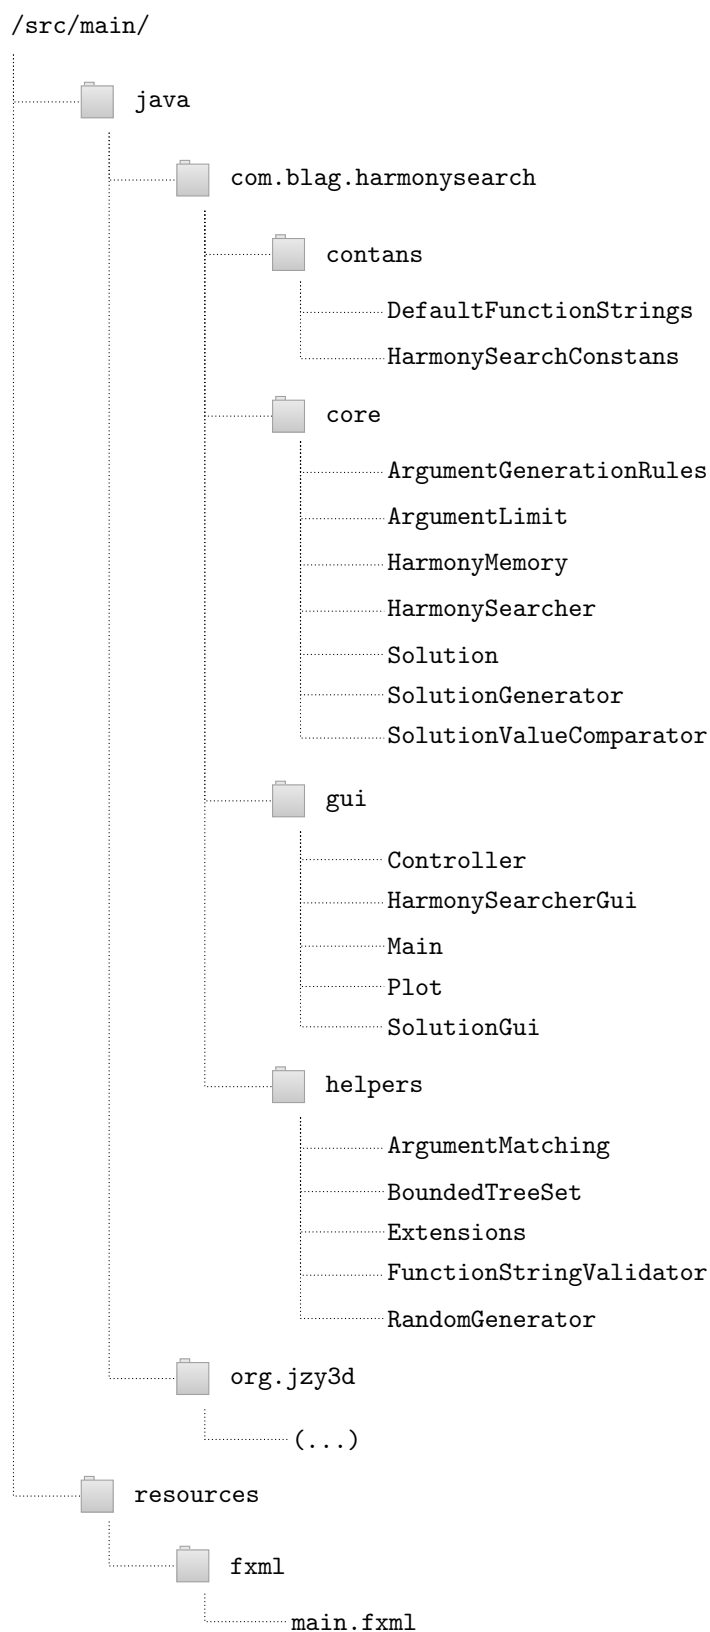 /src/main/
java
com.blag.harmonysearch
contans
DefaultFunctionStrings
HarmonySearchConstans
core
ArgumentGenerationRules
ArgumentLimit
HarmonyMemory
HarmonySearcher
Solution
SolutionGenerator
SolutionValueComparator
gui
Controller
HarmonySearcherGui
Main
Plot
SolutionGui
helpers
ArgumentMatching
BoundedTreeSet
Extensions
FunctionStringValidator
RandomGenerator
org.jzy3d
(...)
resources
fxml
main.fxml